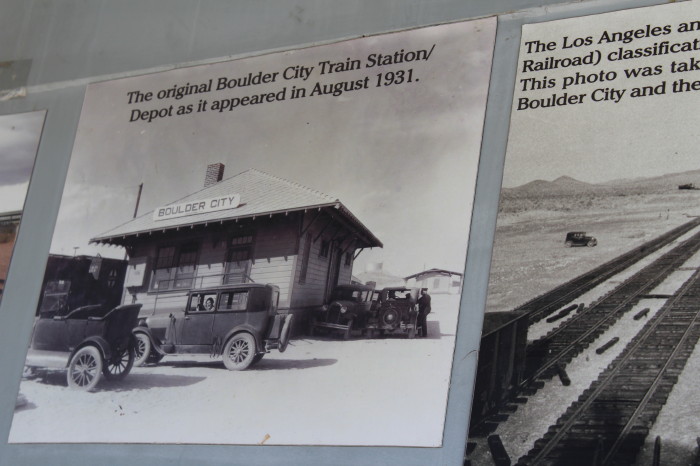 The original Boulder City Train Station/
Depot as it appeared in August 1931.
BOULDER CITY
The Los Angeles an
Railroad) classificat
This photo was tak
Boulder City and the